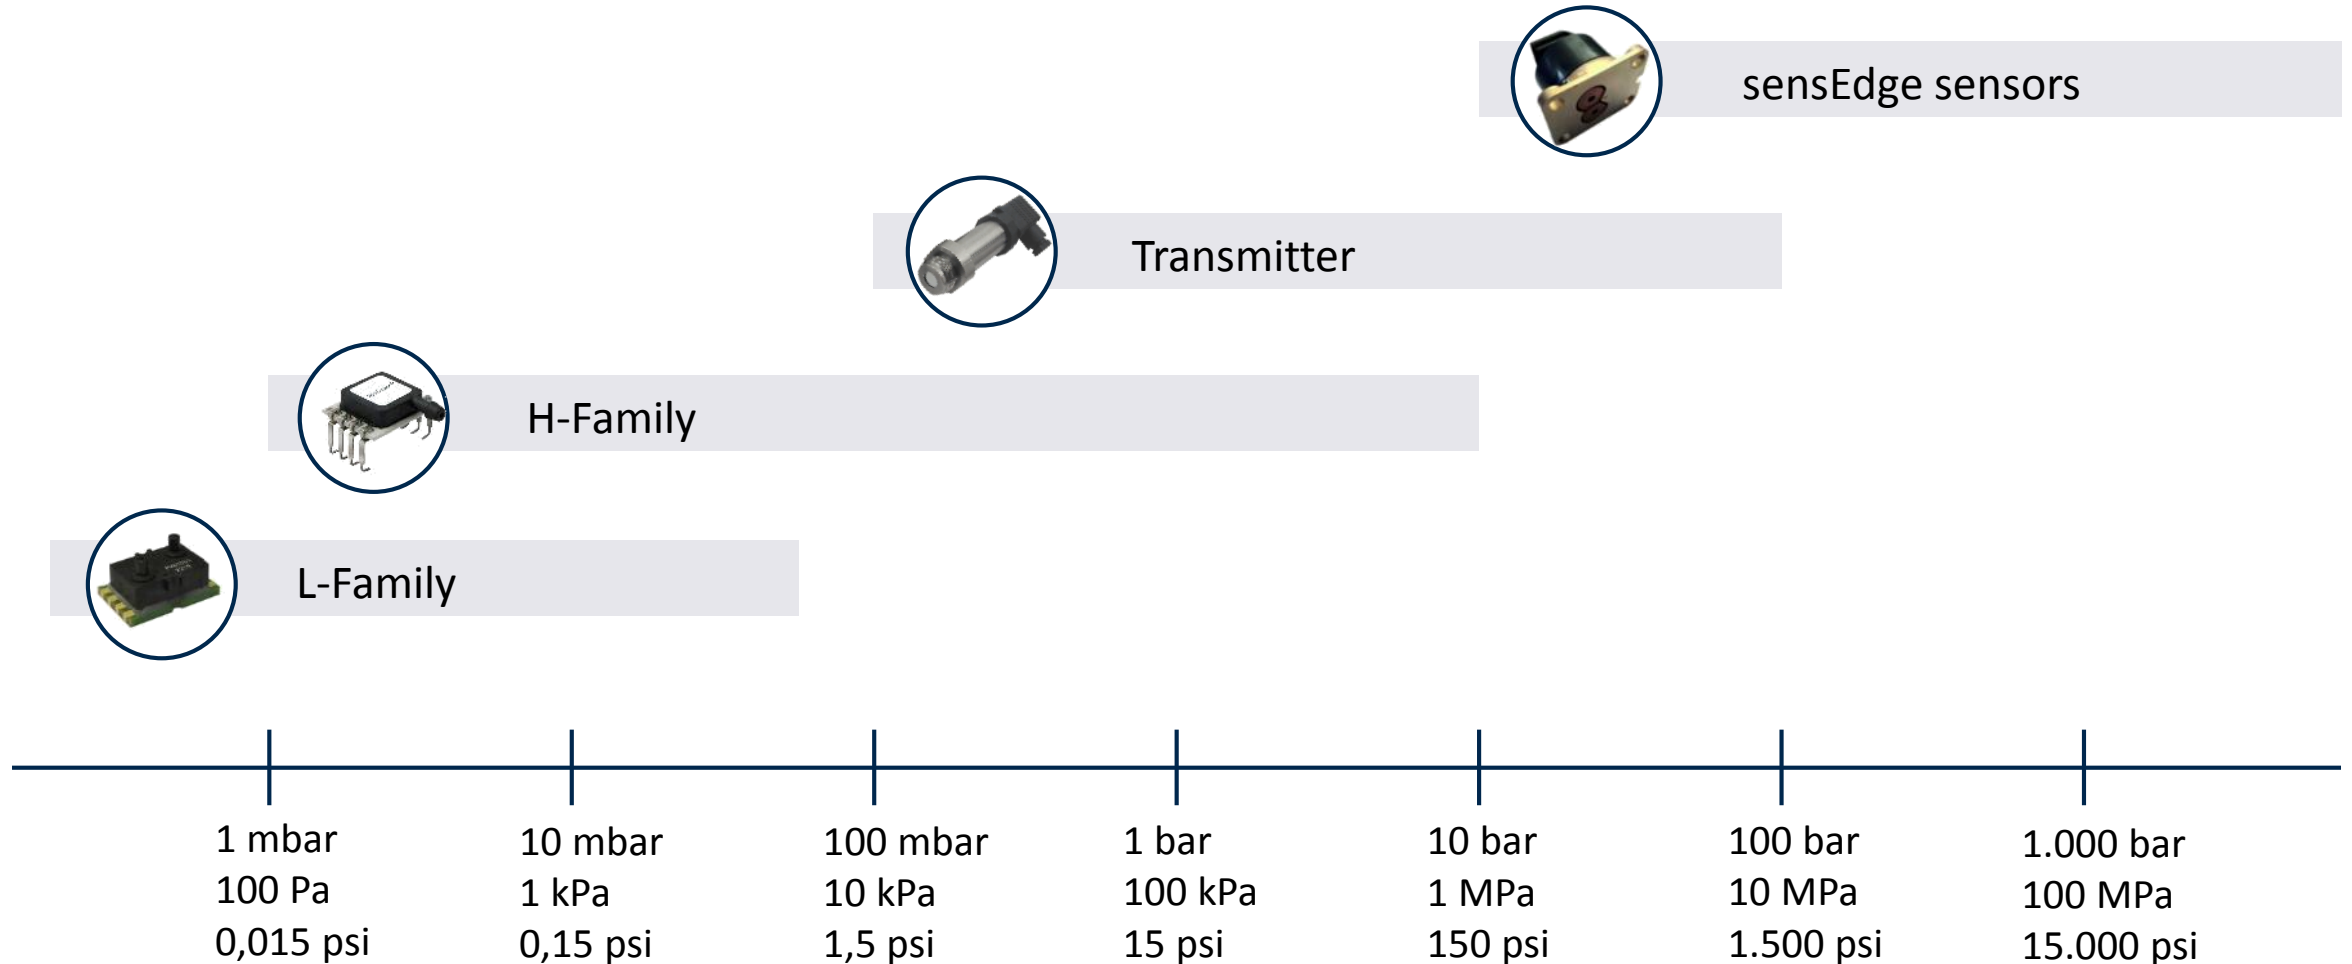 sensEdge sensors
Transmitter
H-Family
L-Family
1 mbar
100 Pa
0,015 psi
10 mbar
1 kPa
0,15 psi
100 mbar
10 kPa
1,5 psi
1 bar
100 kPa
15 psi
10 bar
1 MPa
150 psi
100 bar
10 MPa
1.500 psi
1.000 bar
100 MPa
15.000 psi